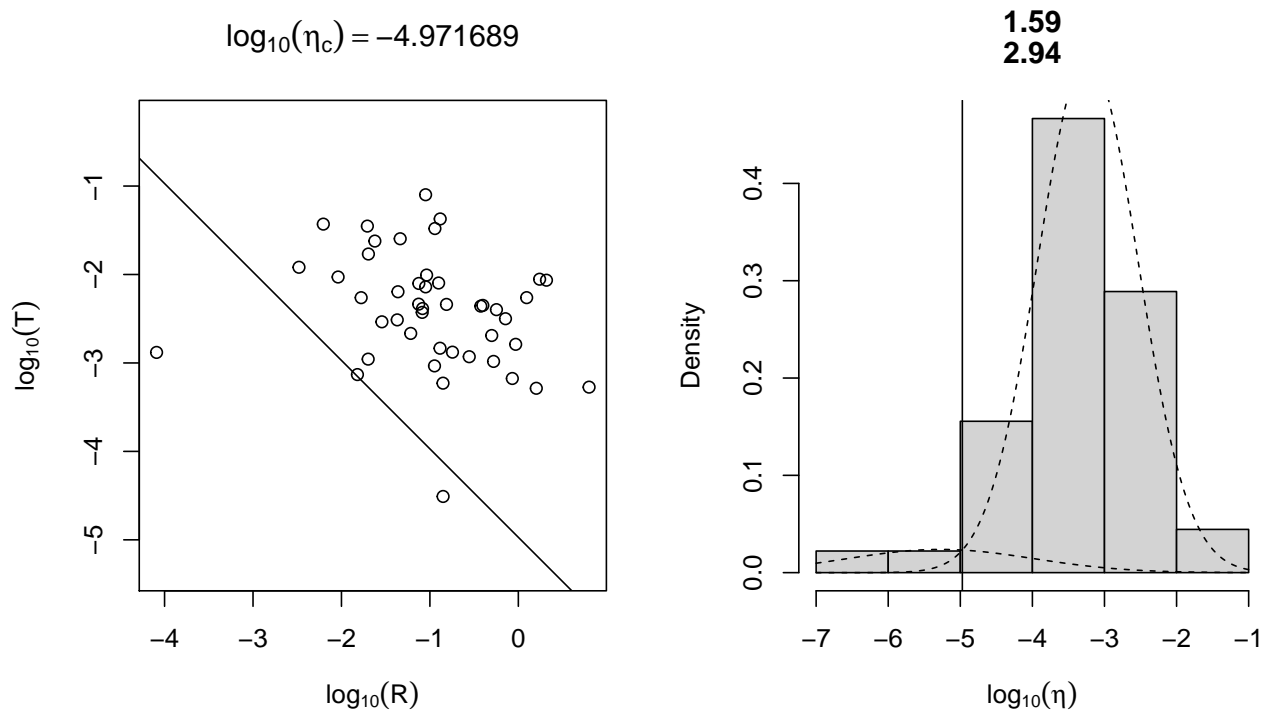 log₁₀(η_c) = −4.971689
−1
−2
−3
−4
−5
log₁₀(T)
−4 −3 −2 −1 0
log₁₀(R)
1.59
2.94
0.4
0.3
0.2
0.1
0.0
Density
−7 −6 −5 −4 −3 −2 −1
log₁₀(η)